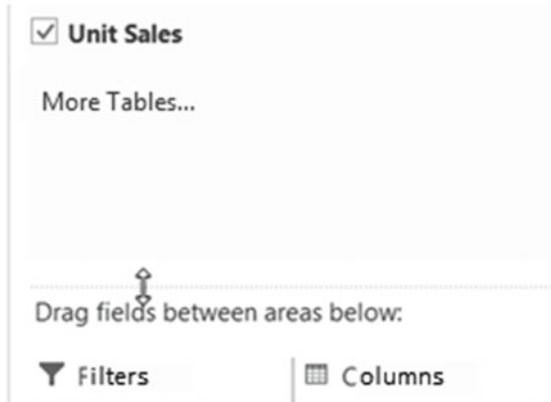 Unit Sales
More Tables...
Drag fields between areas below:
Filters
Columns